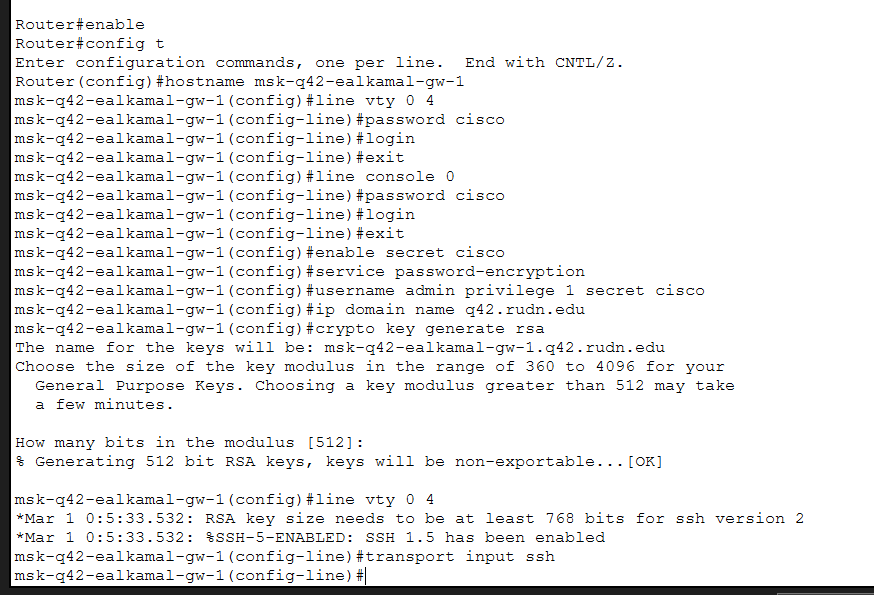 Router#enable
Router#config t
Enter configuration commands, one per line.  End with CNTL/Z.
Router(config)#hostname msk-q42-ealkamal-gw-1
msk-q42-ealkamal-gw-1(config)#line vty 0 4
msk-q42-ealkamal-gw-1(config-line)#password cisco
msk-q42-ealkamal-gw-1(config-line)#login
msk-q42-ealkamal-gw-1(config-line)#exit
msk-q42-ealkamal-gw-1(config)#line console 0
msk-q42-ealkamal-gw-1(config-line)#password cisco
msk-q42-ealkamal-gw-1(config-line)#login
msk-q42-ealkamal-gw-1(config-line)#exit
msk-q42-ealkamal-gw-1(config)#enable secret cisco
msk-q42-ealkamal-gw-1(config)#service password-encryption
msk-q42-ealkamal-gw-1(config)#username admin privilege 1 secret cisco
msk-q42-ealkamal-gw-1(config)#ip domain name q42.rudn.edu
msk-q42-ealkamal-gw-1(config)#crypto key generate rsa
The name for the keys will be: msk-q42-ealkamal-gw-1.q42.rudn.edu
Choose the size of the key modulus in the range of 360 to 4096 for your
  General Purpose Keys. Choosing a key modulus greater than 512 may take
  a few minutes.
How many bits in the modulus [512]:
% Generating 512 bit RSA keys, keys will be non-exportable...[OK]
msk-q42-ealkamal-gw-1(config)#line vty 0 4
*Mar 1 0:5:33.532: RSA key size needs to be at least 768 bits for ssh version 2
*Mar 1 0:5:33.532: %SSH-5-ENABLED: SSH 1.5 has been enabled
msk-q42-ealkamal-gw-1(config-line)#transport input ssh
msk-q42-ealkamal-gw-1(config-line)#